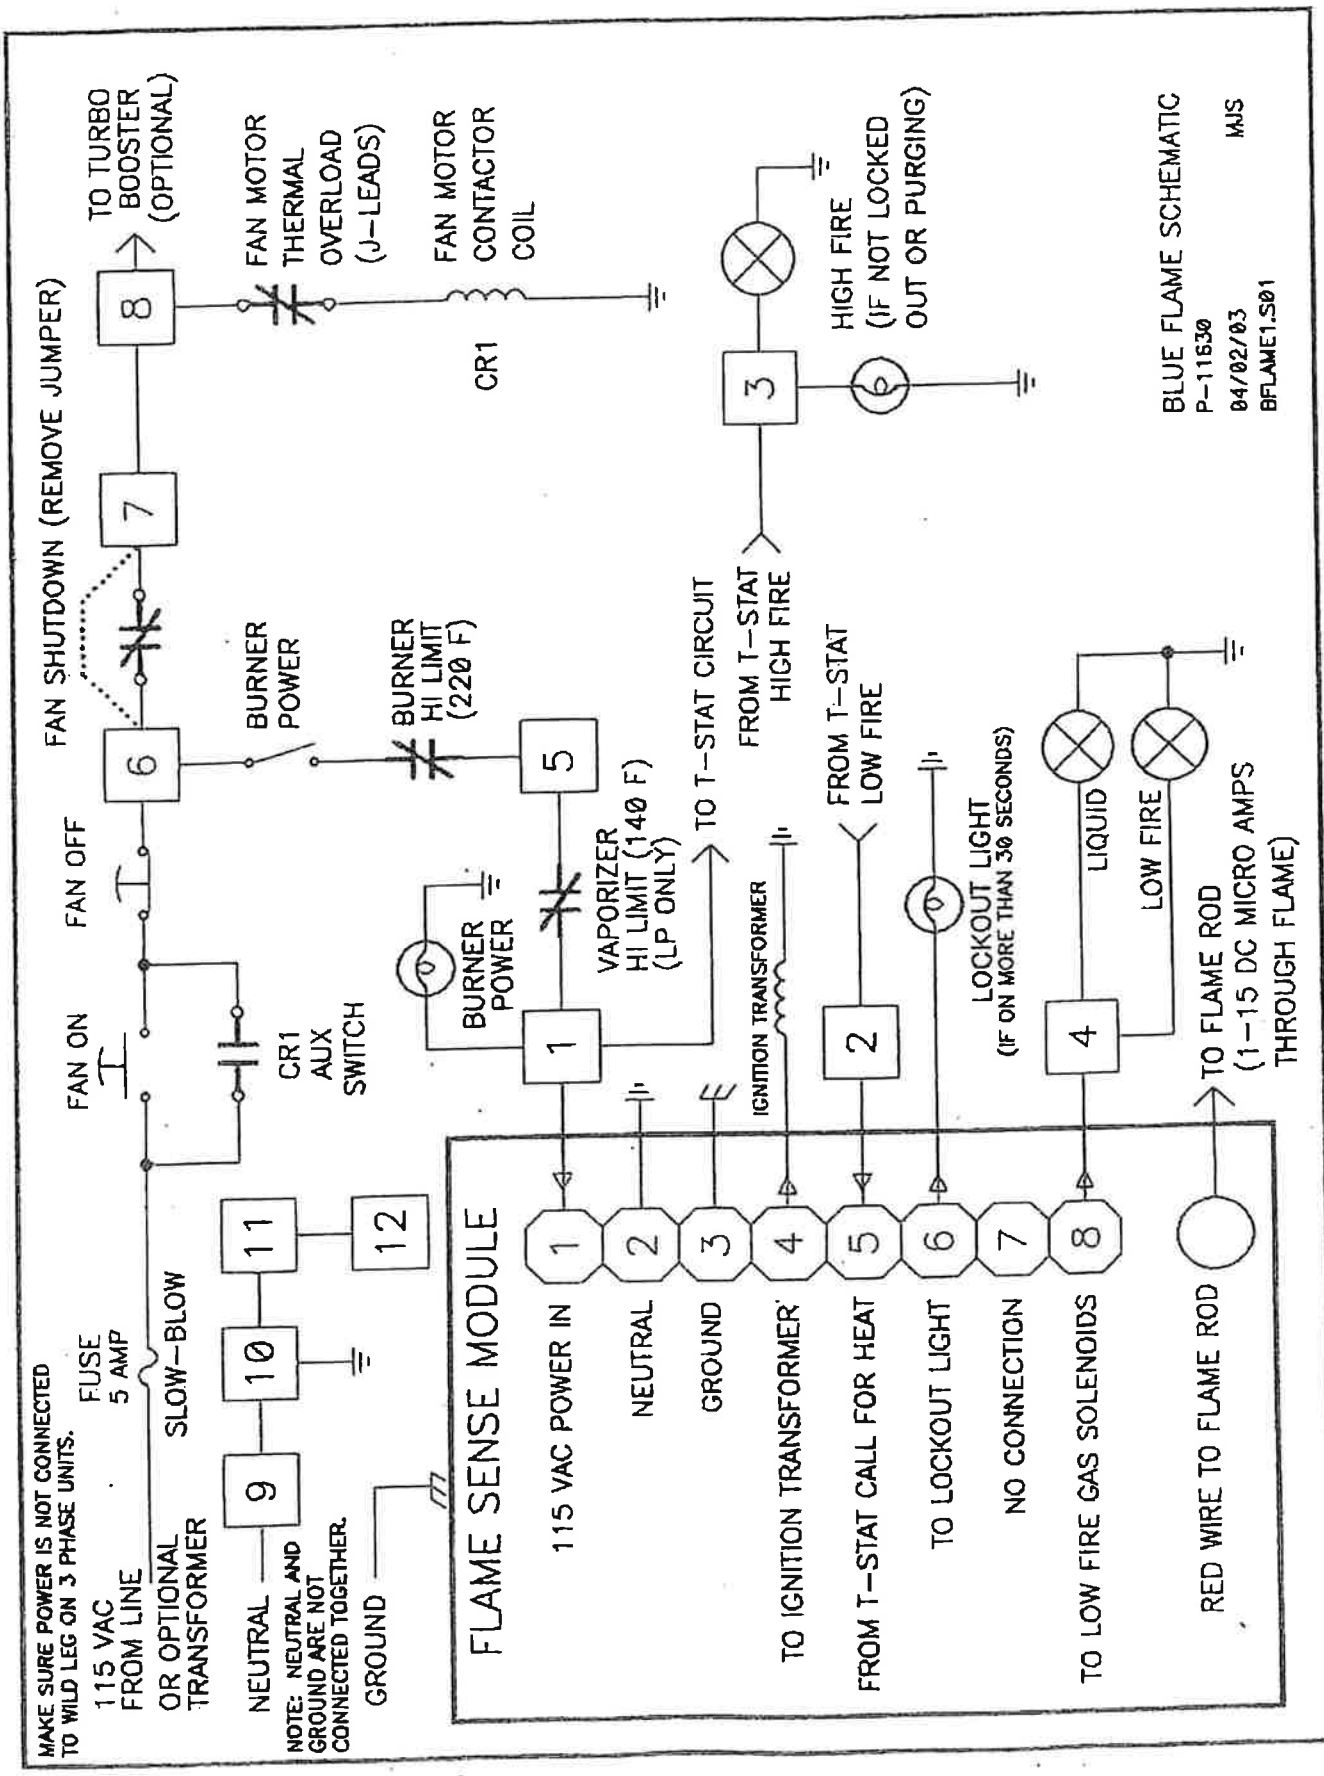 MAKE SURE POWER IS NOT CONNECTED
TO WILD LEG ON 3 PHASE UNITS.
115 VAC
FROM LINE
OR OPTIONAL
TRANSFORMER
FUSE
5 AMP
SLOW-BLOW
FAN ON
FAN OFF
CR1
AUX
SWITCH
FAN SHUTDOWN (REMOVE JUMPER)
6
7
8
TO TURBO
BOOSTER
(OPTIONAL)
FAN MOTOR
THERMAL
OVERLOAD
(J-LEADS)
FAN MOTOR
CONTACTOR
COIL
CR1
NEUTRAL
9
10
11
12
NOTE: NEUTRAL AND
GROUND ARE NOT
CONNECTED TOGETHER.
GROUND
BURNER
POWER
BURNER
HI LIMIT
(220 F)
5
BURNER
POWER
VAPORIZER
HI LIMIT (140 F)
(LP ONLY)
1
TO T-STAT CIRCUIT
FROM T-STAT
HIGH FIRE
3
HIGH FIRE
(IF NOT LOCKED
OUT OR PURGING)
FLAME SENSE MODULE
115 VAC POWER IN
1
NEUTRAL
2
GROUND
3
TO IGNITION TRANSFORMER
4
IGNITION TRANSFORMER
FROM T-STAT CALL FOR HEAT
5
2
FROM T-STAT
LOW FIRE
TO LOCKOUT LIGHT
6
LOCKOUT LIGHT
(IF ON MORE THAN 30 SECONDS)
NO CONNECTION
7
TO LOW FIRE GAS SOLENOIDS
8
4
LIQUID
LOW FIRE
RED WIRE TO FLAME ROD
TO FLAME ROD
(1-15 DC MICRO AMPS
THROUGH FLAME)
BLUE FLAME SCHEMATIC
P-11630
04/02/03 MJS
BFLAME1.S01